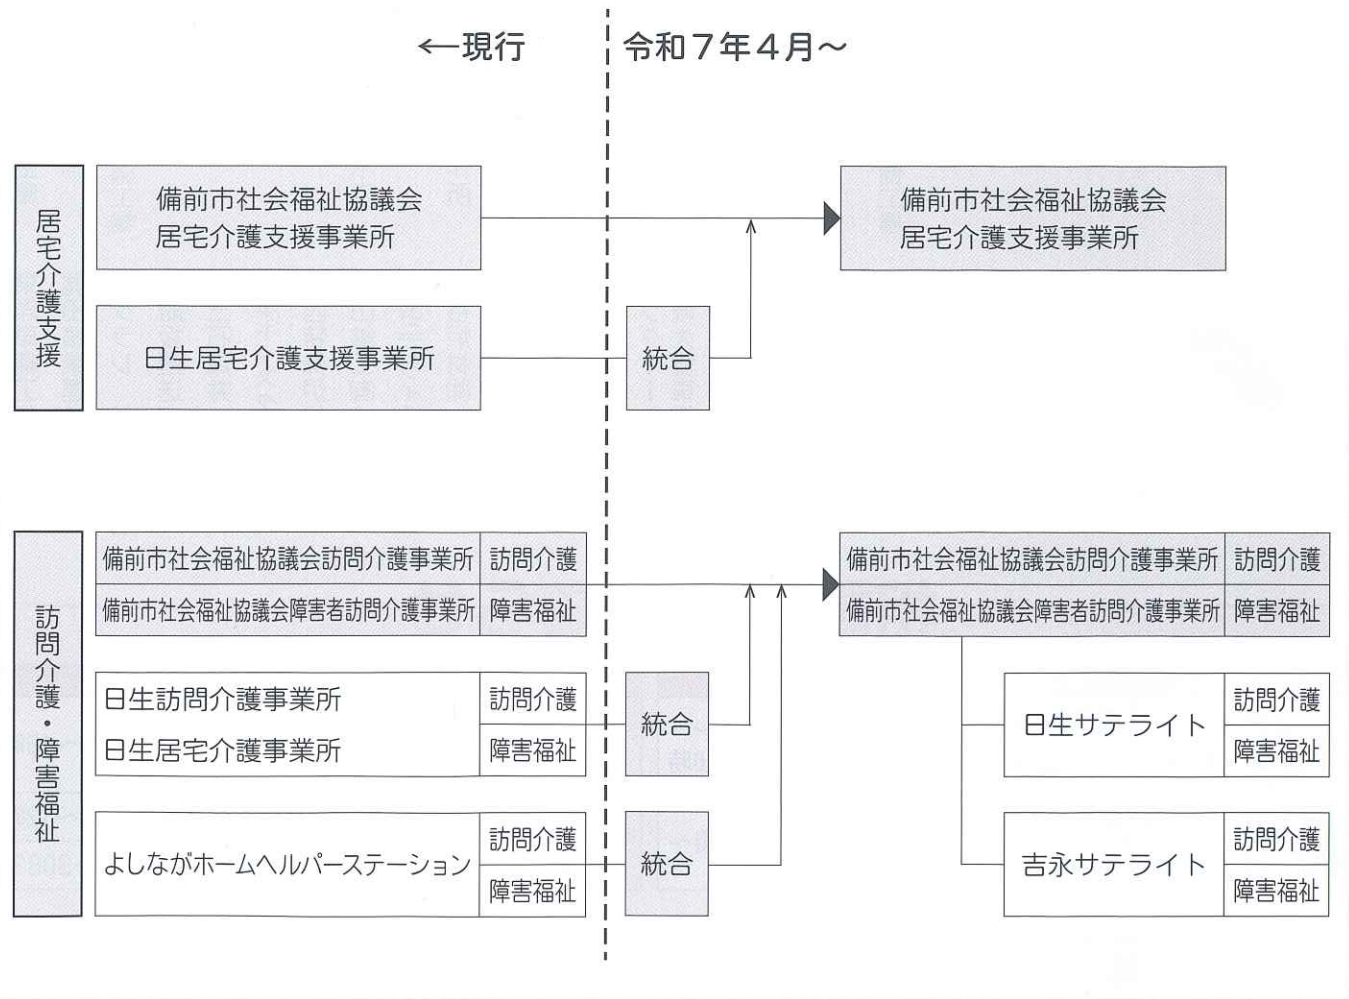 ←現行
令和7年4月～
居宅介護支援
備前市社会福祉協議会
居宅介護支援事業所
備前市社会福祉協議会
居宅介護支援事業所
日生居宅介護支援事業所
統合
訪問介護・障害福祉
備前市社会福祉協議会訪問介護事業所 訪問介護
備前市社会福祉協議会障害者訪問介護事業所 障害福祉
備前市社会福祉協議会訪問介護事業所 訪問介護
備前市社会福祉協議会障害者訪問介護事業所 障害福祉
日生訪問介護事業所 訪問介護
日生居宅介護事業所 障害福祉
統合
日生サテライト
訪問介護
障害福祉
よしながホームヘルパーステーション
訪問介護
障害福祉
統合
吉永サテライト
訪問介護
障害福祉